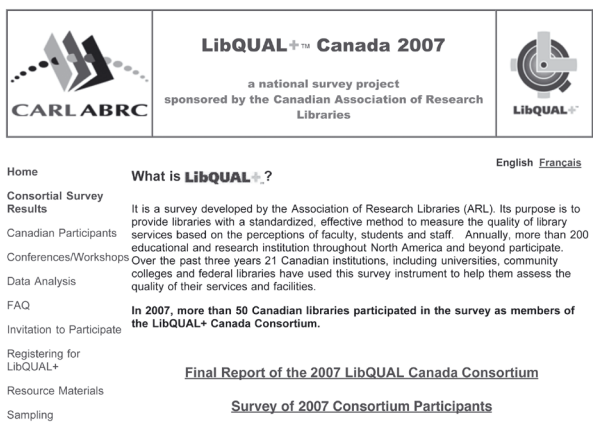 CARL ABRC
LibQUAL+™ Canada 2007
a national survey project
sponsored by the Canadian Association of Research
Libraries
LibQUAL+™
English Français
Home
Consortial Survey
Results
Canadian Participants
Conferences/Workshops
Data Analysis
FAQ
Invitation to Participate
Registering for
LibQUAL+
Resource Materials
Sampling
What is LibQUAL+™?
It is a survey developed by the Association of Research Libraries (ARL). Its purpose is to
provide libraries with a standardized, effective method to measure the quality of library
services based on the perceptions of faculty, students and staff. Annually, more than 200
educational and research institution throughout North America and beyond participate.
Over the past three years 21 Canadian institutions, including universities, community
colleges and federal libraries have used this survey instrument to help them assess the
quality of their services and facilities.
In 2007, more than 50 Canadian libraries participated in the survey as members of
the LibQUAL+ Canada Consortium.
Final Report of the 2007 LibQUAL Canada Consortium
Survey of 2007 Consortium Participants